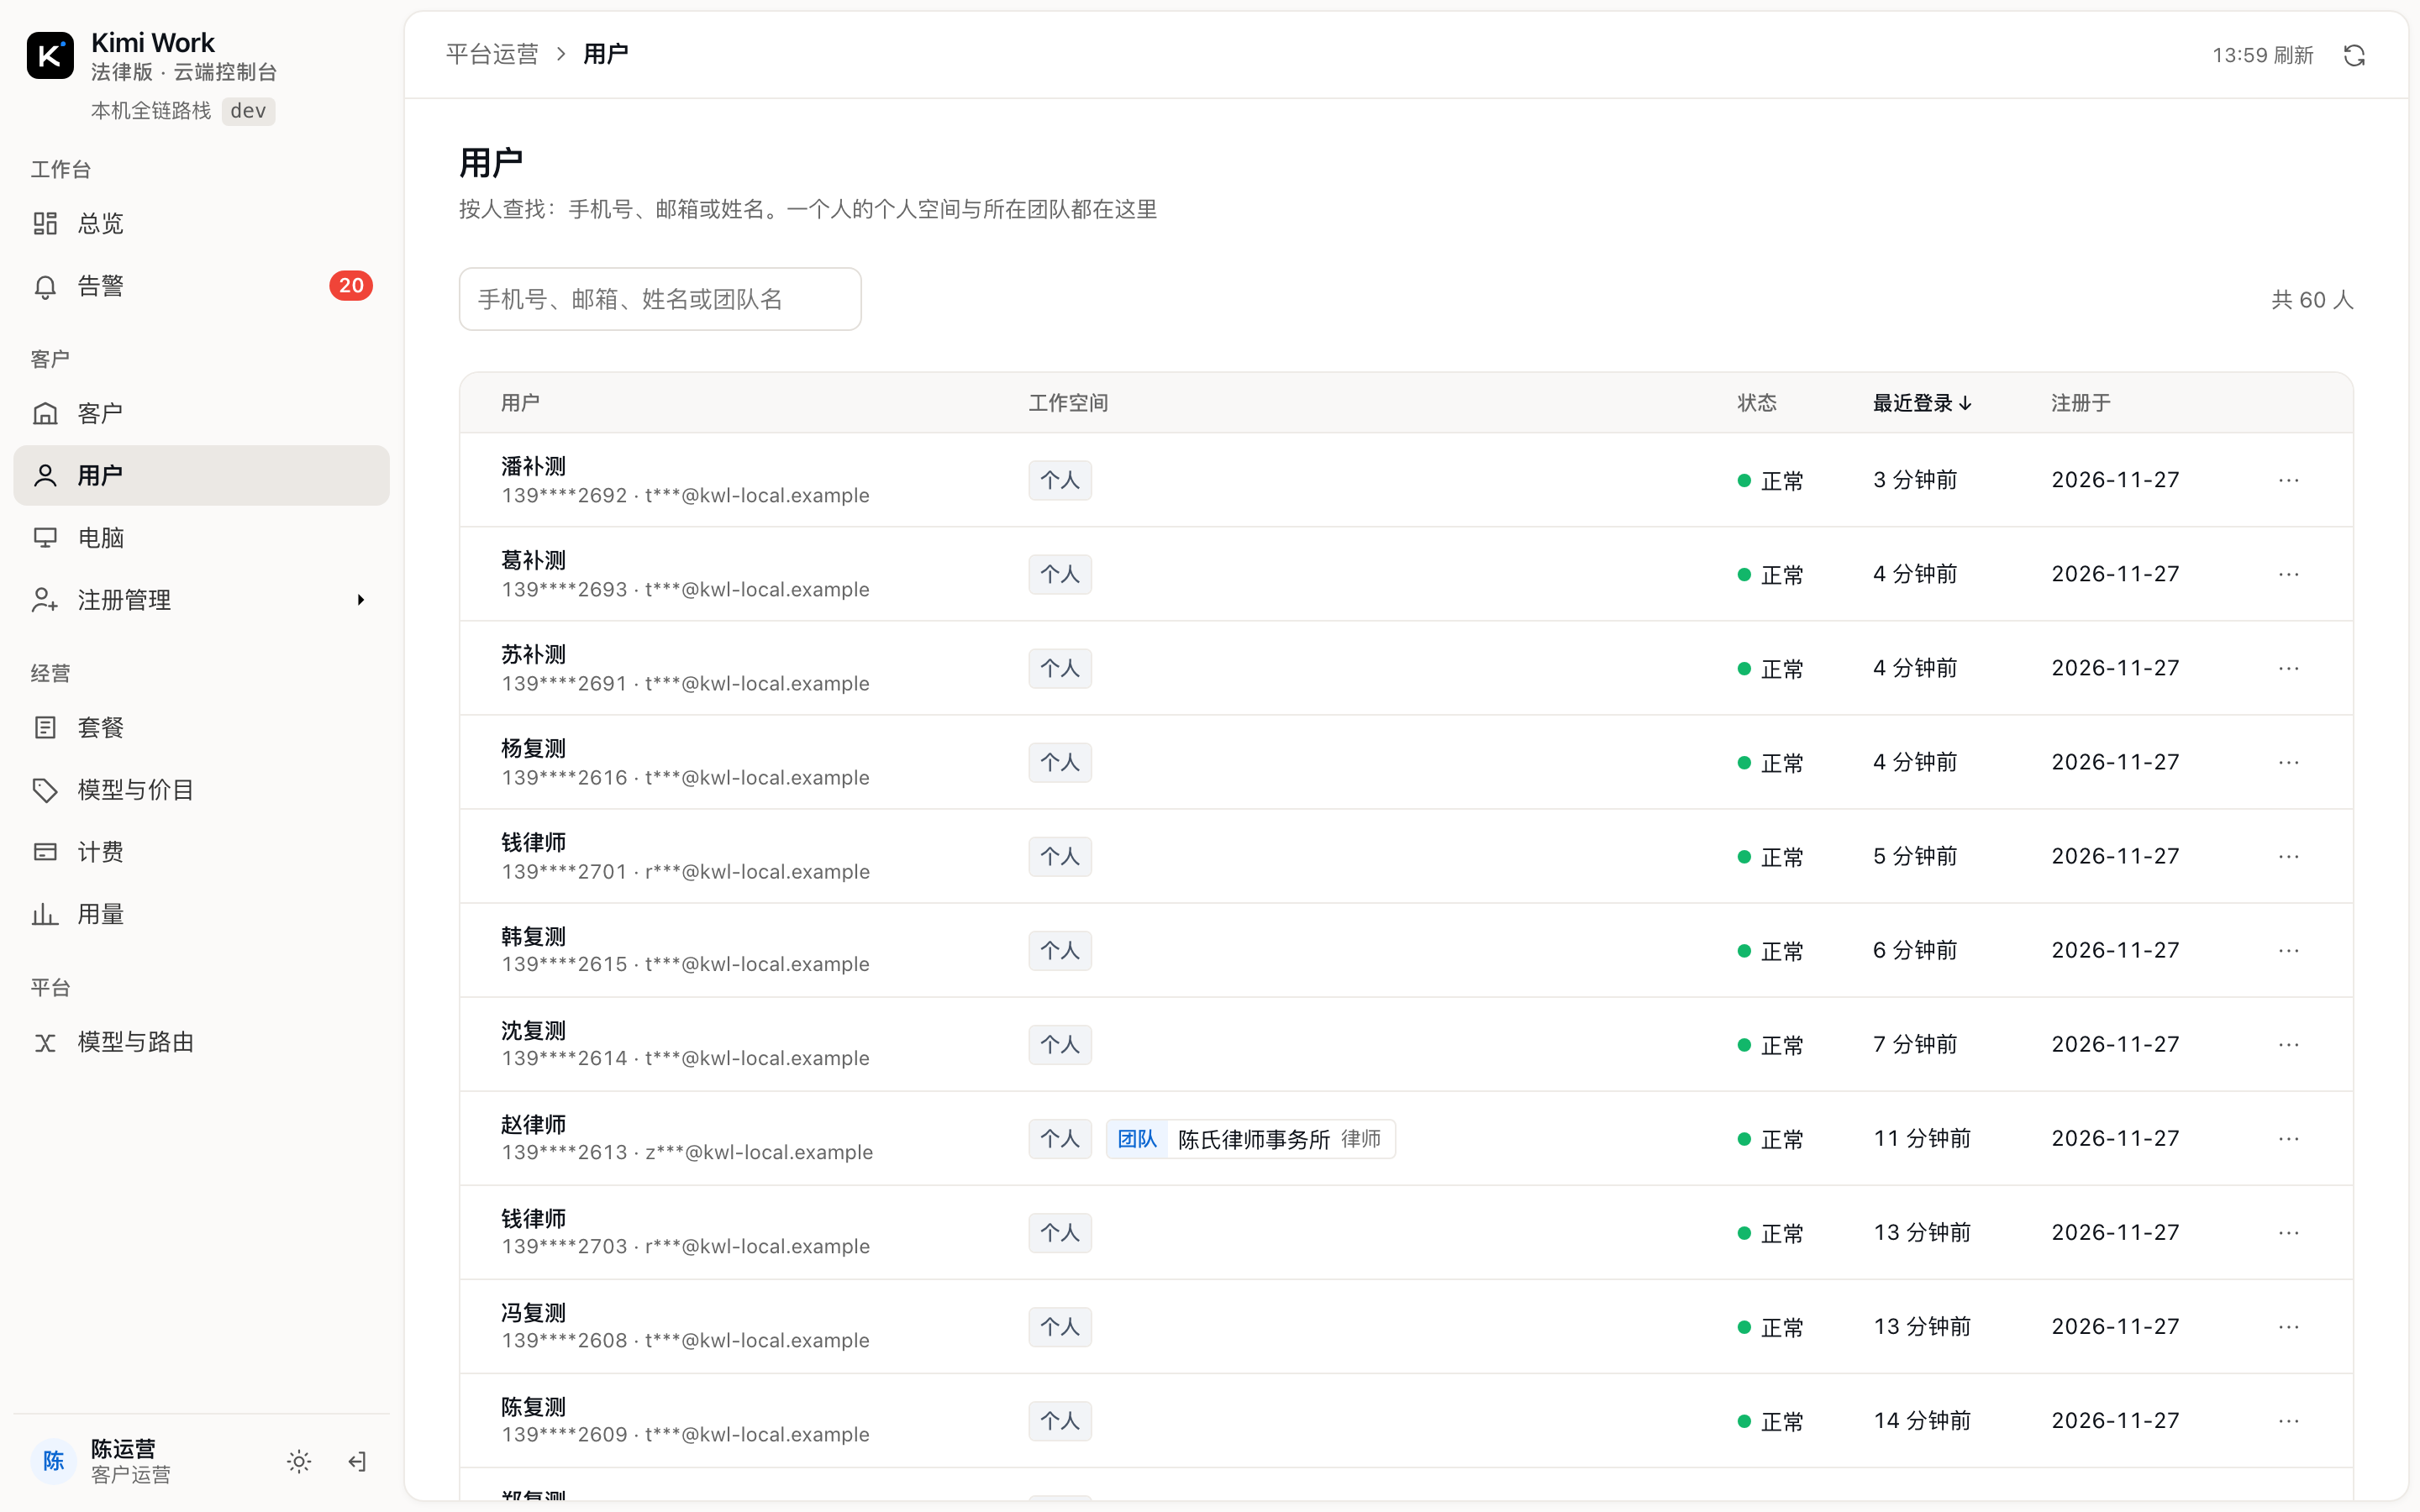 Kimi Work
法律版 · 云端控制台
本机全链路栈 dev
工作台
总览
告警 20
客户
客户
用户
电脑
注册管理
经营
套餐
模型与价目
计费
用量
平台
模型与路由
陈 陈运营
客户运营
平台运营 > 用户
13:59 刷新
用户
按人查找：手机号、邮箱或姓名。一个人的个人空间与所在团队都在这里
手机号、邮箱、姓名或团队名
共 60 人
用户 工作空间 状态 最近登录↓ 注册于
潘补测
139****2692 · t***@kwl-local.example
个人 正常 3 分钟前 2026-11-27 ···
葛补测
139****2693 · t***@kwl-local.example
个人 正常 4 分钟前 2026-11-27 ···
苏补测
139****2691 · t***@kwl-local.example
个人 正常 4 分钟前 2026-11-27 ···
杨复测
139****2616 · t***@kwl-local.example
个人 正常 4 分钟前 2026-11-27 ···
钱律师
139****2701 · r***@kwl-local.example
个人 正常 5 分钟前 2026-11-27 ···
韩复测
139****2615 · t***@kwl-local.example
个人 正常 6 分钟前 2026-11-27 ···
沈复测
139****2614 · t***@kwl-local.example
个人 正常 7 分钟前 2026-11-27 ···
赵律师
139****2613 · z***@kwl-local.example
个人 团队 陈氏律师事务所 律师 正常 11 分钟前 2026-11-27 ···
钱律师
139****2703 · r***@kwl-local.example
个人 正常 13 分钟前 2026-11-27 ···
冯复测
139****2608 · t***@kwl-local.example
个人 正常 13 分钟前 2026-11-27 ···
陈复测
139****2609 · t***@kwl-local.example
个人 正常 14 分钟前 2026-11-27 ···